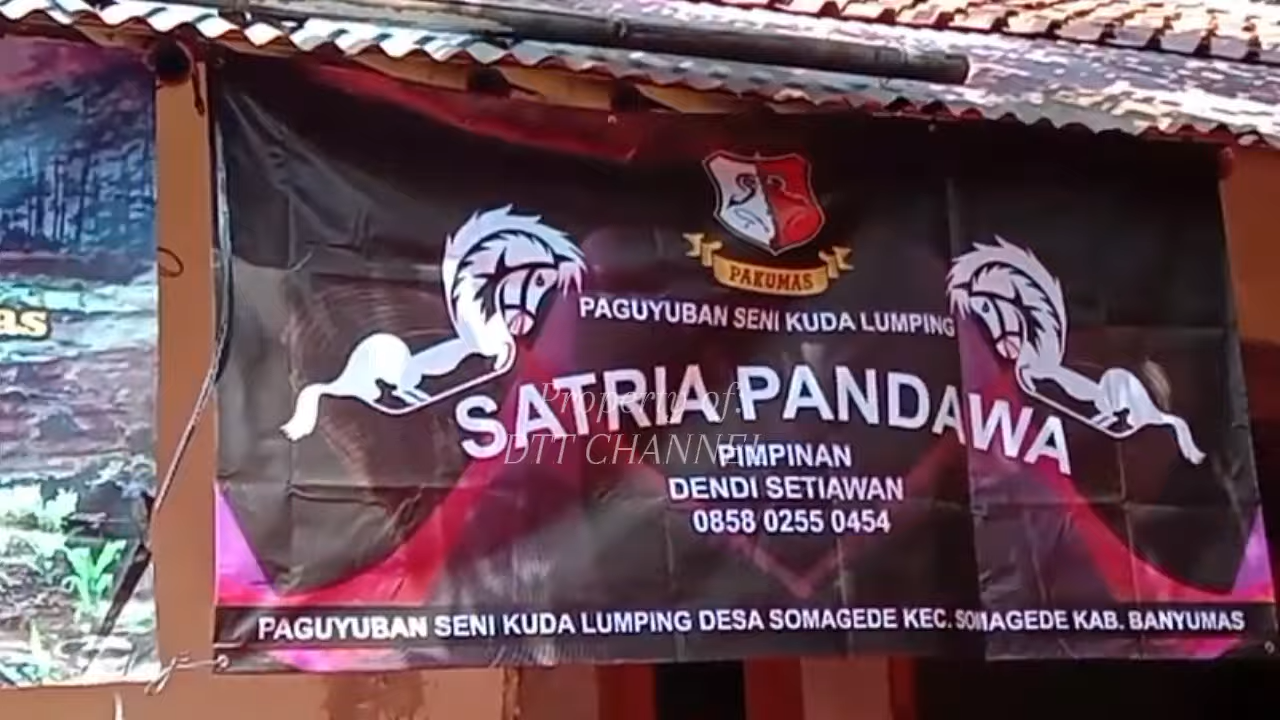 PAKUMAS
PAGUYUBAN SENI KUDA LUMPING
SATRIA PANDAWA
Property of:
DTT CHANNEL
PIMPINAN
DENDI SETIAWAN
0858 0255 0454
PAGUYUBAN SENI KUDA LUMPING DESA SOMAGEDE KEC. SOMAGEDE KAB. BANYUMAS
as